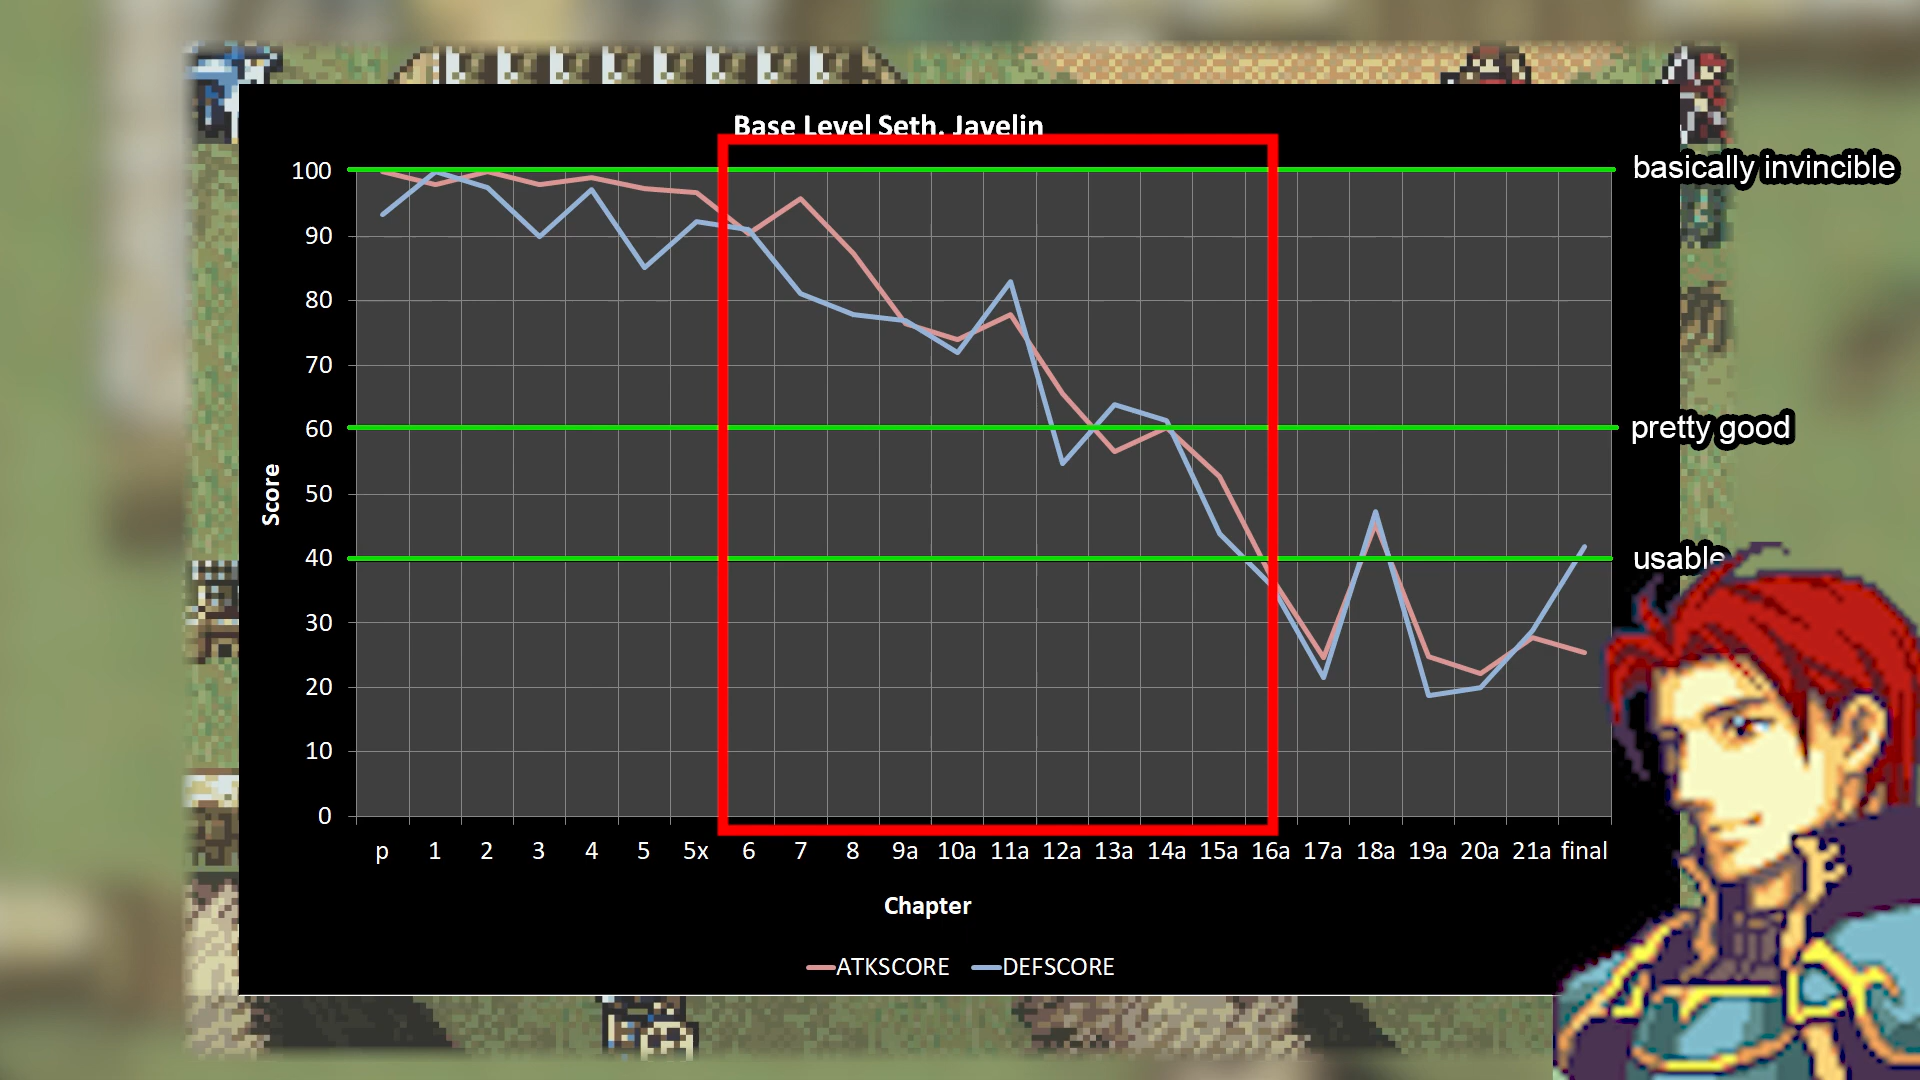 Base Level Seth, Javelin
100
90
80
70
60
50
40
30
20
10
0
Score
basically invincible
pretty good
usable
p 1 2 3 4 5 5x 6 7 8 9a 10a 11a 12a 13a 14a 15a 16a 17a 18a 19a 20a 21a final
Chapter
ATKSCORE DEFSCORE